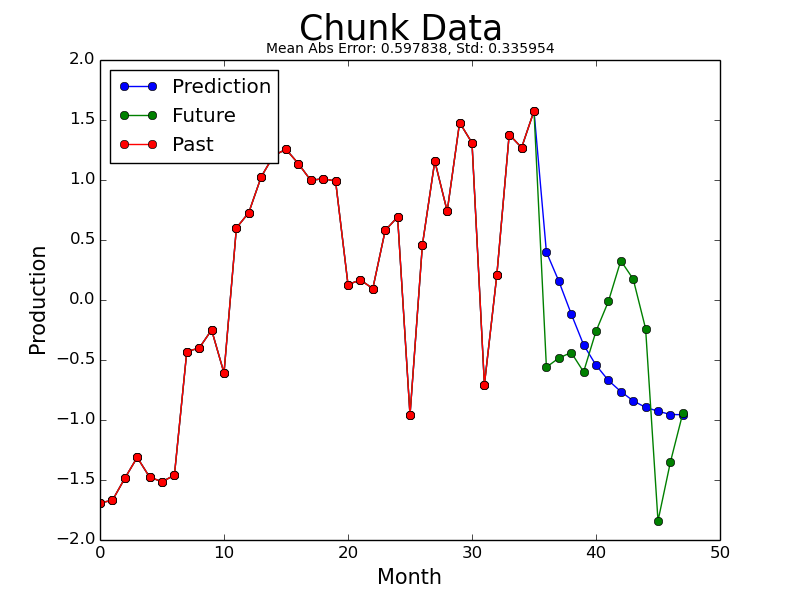 Chunk Data
Mean Abs Error: 0.597838, Std: 0.335954
Prediction
Future
Past
2.0
1.5
1.0
0.5
0.0
−0.5
−1.0
−1.5
−2.0
Production
0 10 20 30 40 50
Month